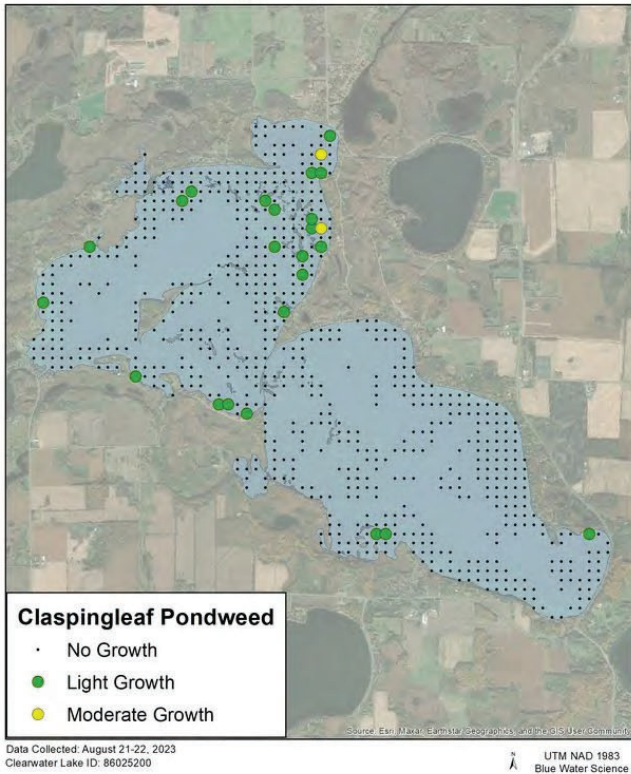 Claspingleaf Pondweed
No Growth
Light Growth
Moderate Growth
Source: Esri, Maxar, Earthstar Geographics, and the GIS User Community
Data Collected: August 21-22, 2023
Clearwater Lake ID: 86025200
UTM NAD 1983
Blue Water Science